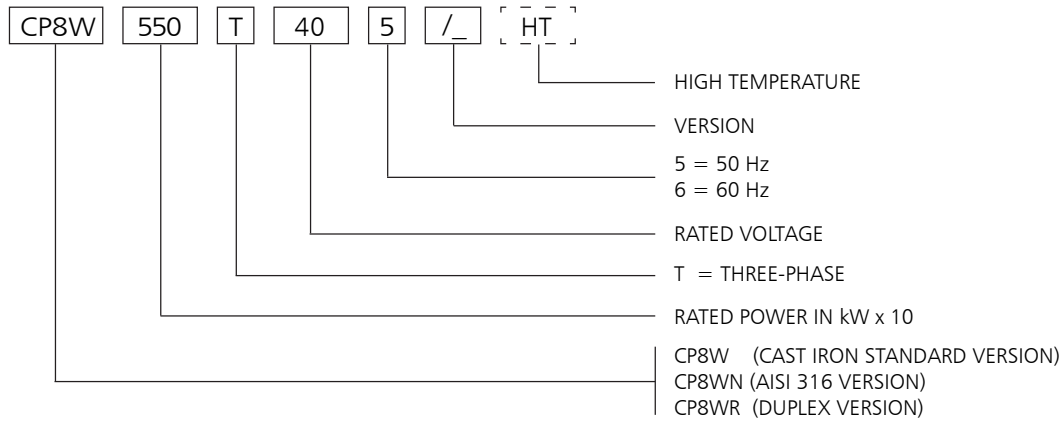 CP8W 550 T 40 5 /_ HT
HIGH TEMPERATURE
VERSION
5 = 50 Hz
6 = 60 Hz
RATED VOLTAGE
T = THREE-PHASE
RATED POWER IN kW x 10
CP8W (CAST IRON STANDARD VERSION)
CP8WN (AISI 316 VERSION)
CP8WR (DUPLEX VERSION)